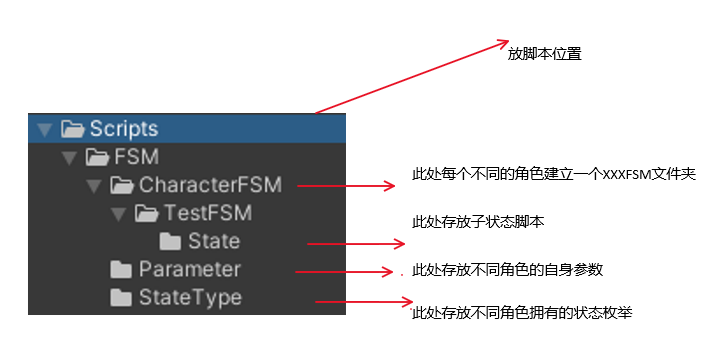 放脚本位置
Scripts
FSM
CharacterFSM
此处每个不同的角色建立一个XXXFSM文件夹
TestFSM
此处存放子状态脚本
State
Parameter
此处存放不同角色的自身参数
StateType
此处存放不同角色拥有的状态枚举